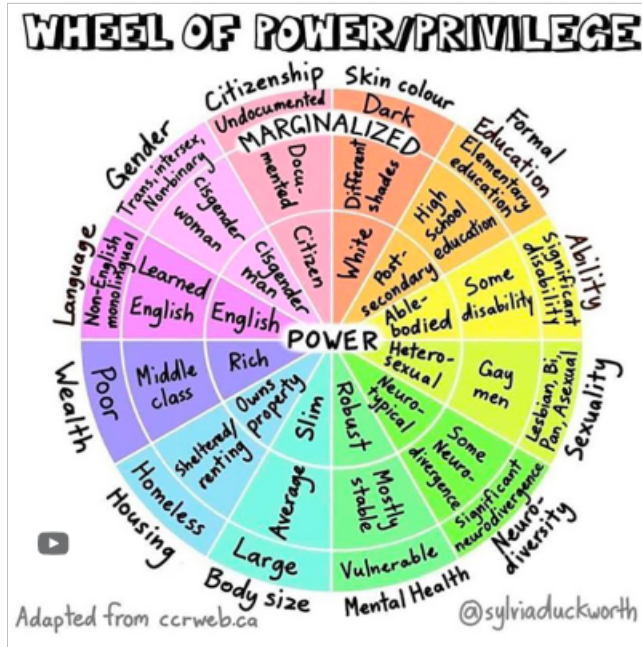 WHEEL OF POWER/PRIVILEGE
Citizenship
Undocumented
Docu-
mented
Citizen
Skin colour
Dark
Different
shades
White
Formal
Education
Elementary
education
High
School
education
Post-
secondary
Ability
Significant
disability
Some
disability
Able-
bodied
Sexuality
Lesbian, Bi,
Pan, Asexual
Gay
men
Hetero-
sexual
Neuro-
diversity
Significant
neurodivergence
Some
Neuro-
divergence
Neuro-
typical
Mental Health
Vulnerable
Mostly
stable
Robust
Body size
Large
Average
Slim
Housing
Homeless
Sheltered/
renting
Owns
property
Wealth
Poor
Middle
class
Rich
Language
Non-English
monolingual
Learned
English
English
Gender
Trans, intersex,
Non-binary
Cisgender
woman
Cisgender
man
MARGINALIZED
POWER
Adapted from ccrweb.ca
@sylviaduckworth